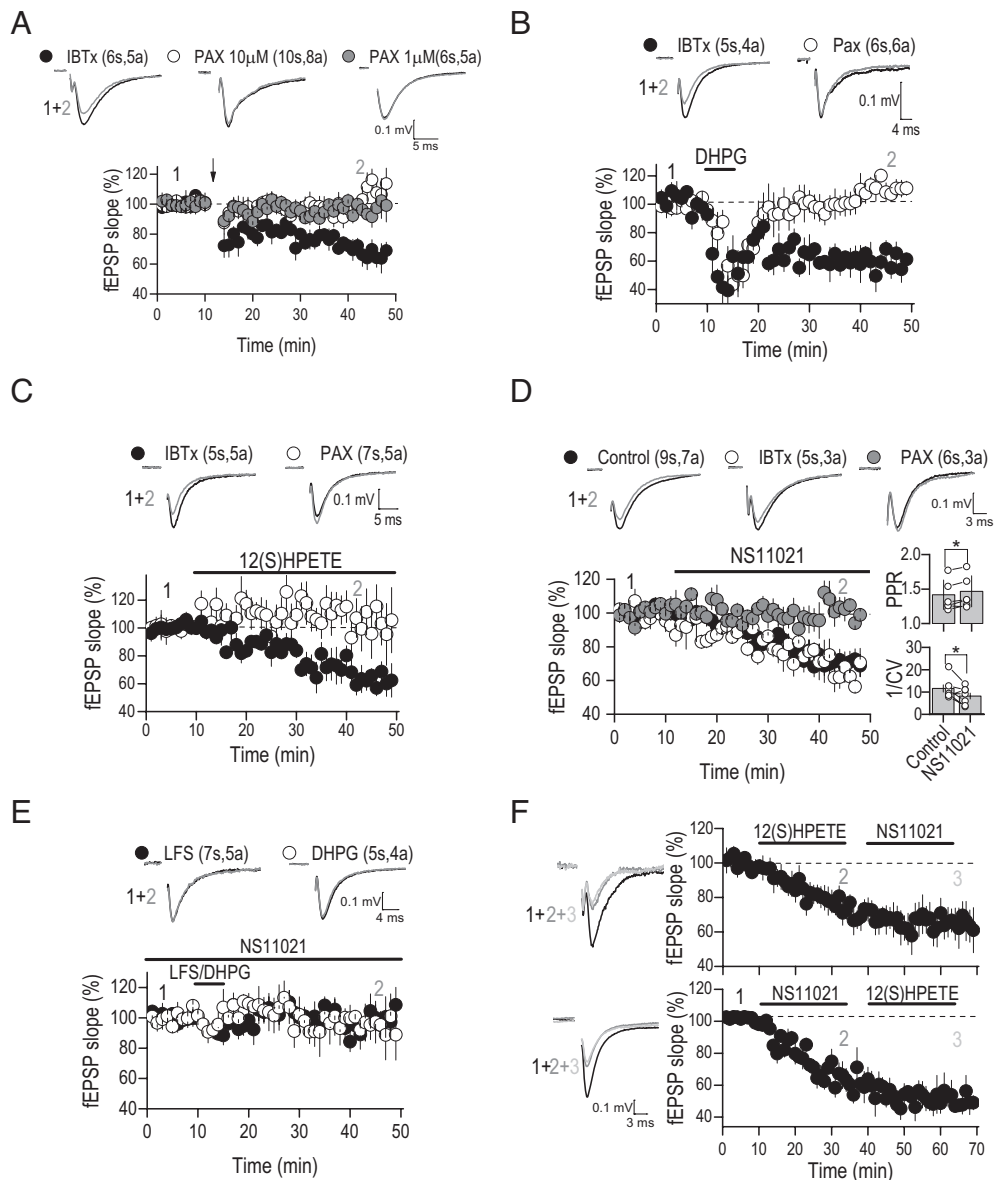 A
IBTx (6s,5a) PAX 10μM (10s,8a) PAX 1μM(6s,5a)
1+2
0.1 mV
5 ms
1 2
fEPSP slope (%)
120
100
80
60
40
0 10 20 30 40 50
Time (min)
B
IBTx (5s,4a) Pax (6s,6a)
1+2
0.1 mV
4 ms
DHPG
1 2
fEPSP slope (%)
120
100
80
60
40
0 10 20 30 40 50
Time (min)
C
IBTx (5s,5a) PAX (7s,5a)
1+2
0.1 mV
5 ms
12(S)HPETE
1 2
fEPSP slope (%)
120
100
80
60
40
0 10 20 30 40 50
Time (min)
D
Control (9s,7a) IBTx (5s,3a) PAX (6s,3a)
1+2
0.1 mV
3 ms
NS11021
1 2
fEPSP slope (%)
120
100
80
60
40
0 10 20 30 40 50
Time (min)
*
PPR
2.0
1.5
1.0
*
1/CV
30
20
10
0
Control
NS11021
E
LFS (7s,5a) DHPG (5s,4a)
1+2
0.1 mV
4 ms
NS11021
LFS/DHPG
1 2
fEPSP slope (%)
120
100
80
60
40
0 10 20 30 40 50
Time (min)
F
1+2+3
12(S)HPETE NS11021
2 3
fEPSP slope (%)
120
100
80
60
40
1+2+3
0.1 mV
3 ms
1 NS11021 12(S)HPETE
2 3
fEPSP slope (%)
100
80
60
40
0 10 20 30 40 50 60 70
Time (min)